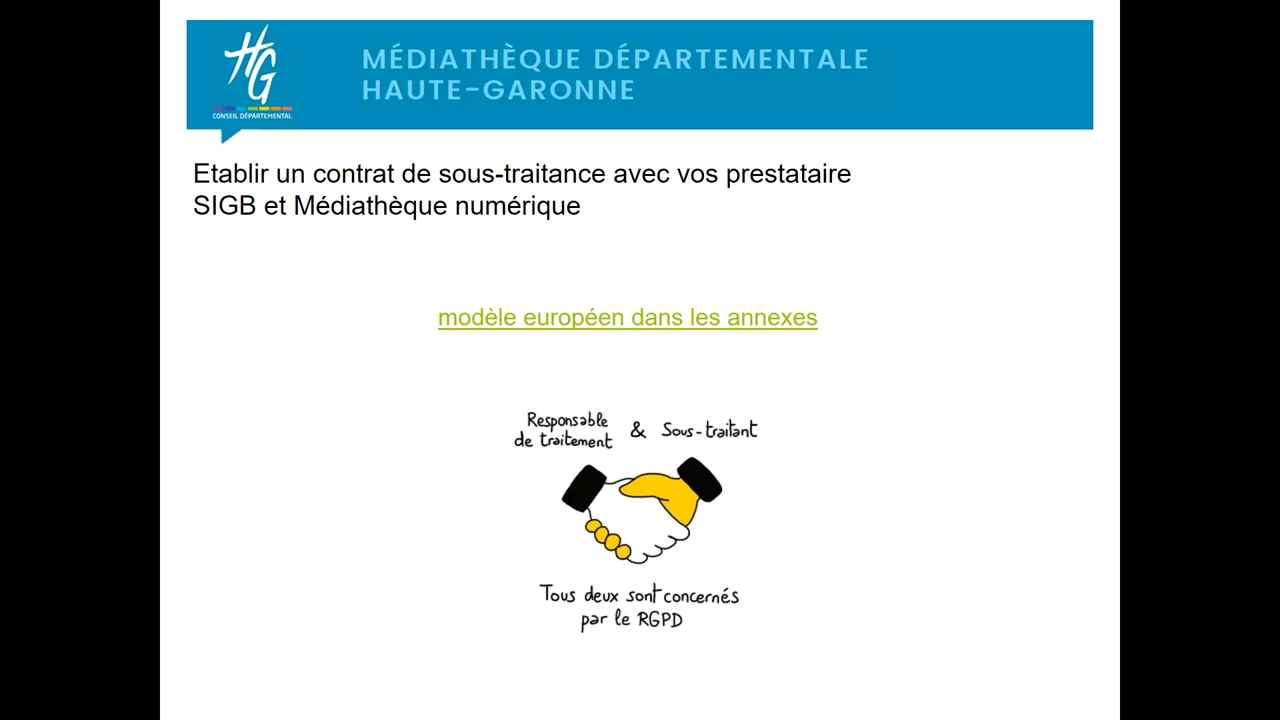 HG
CONSEIL DÉPARTEMENTAL
MÉDIATHÈQUE DÉPARTEMENTALE
HAUTE-GARONNE
Etablir un contrat de sous-traitance avec vos prestataire
SIGB et Médiathèque numérique
modèle européen dans les annexes
Responsable
de traitement
& Sous-traitant
Tous deux sont concernés
par le RGPD